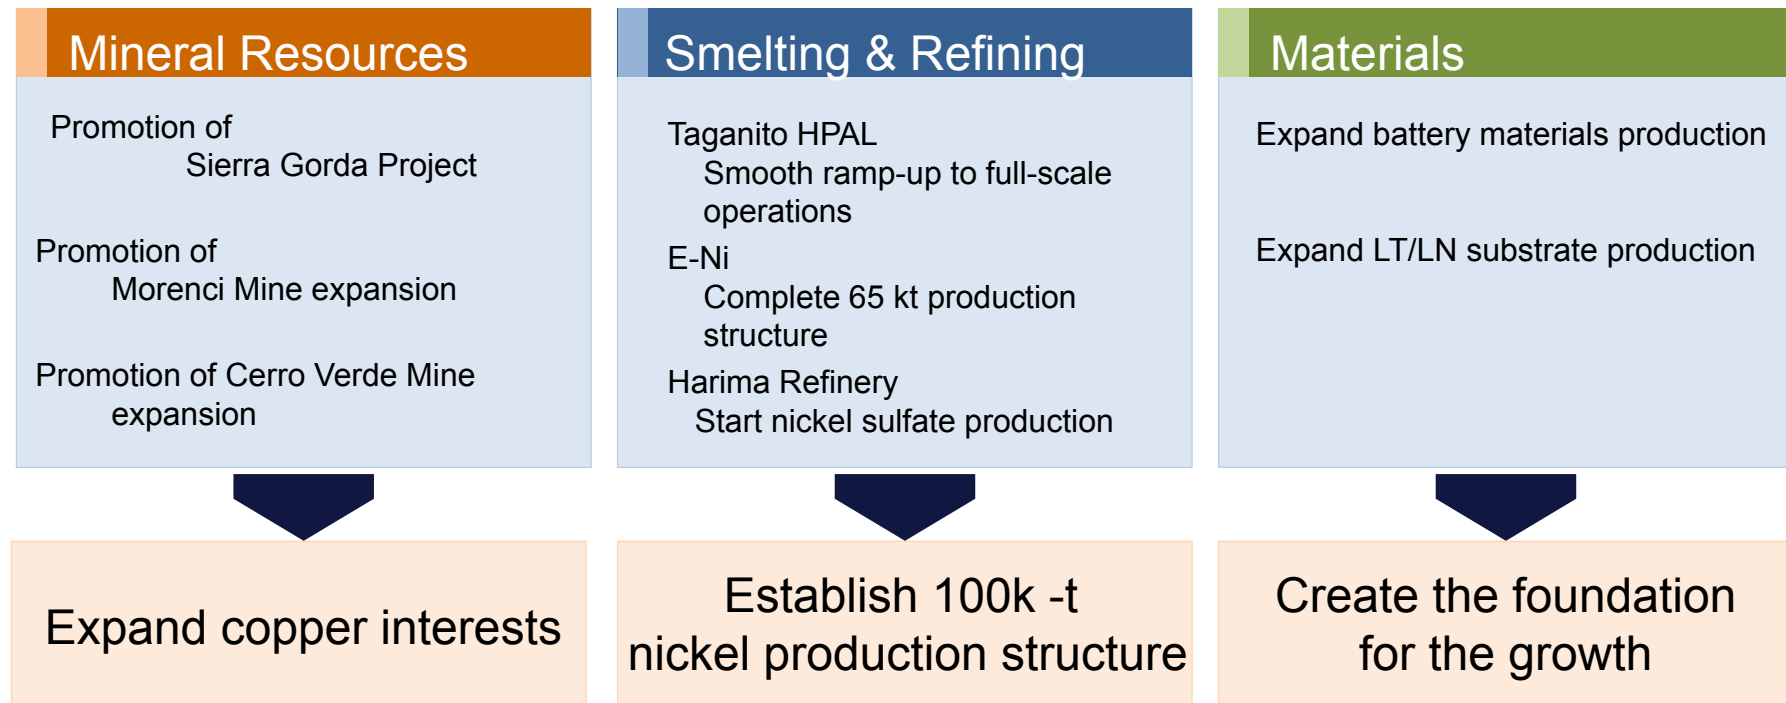 Mineral Resources
Promotion of
Sierra Gorda Project
Promotion of
Morenci Mine expansion
Promotion of Cerro Verde Mine
expansion
Expand copper interests
Smelting & Refining
Taganito HPAL
Smooth ramp-up to full-scale
operations
E-Ni
Complete 65 kt production
structure
Harima Refinery
Start nickel sulfate production
Establish 100k -t
nickel production structure
Materials
Expand battery materials production
Expand LT/LN substrate production
Create the foundation
for the growth